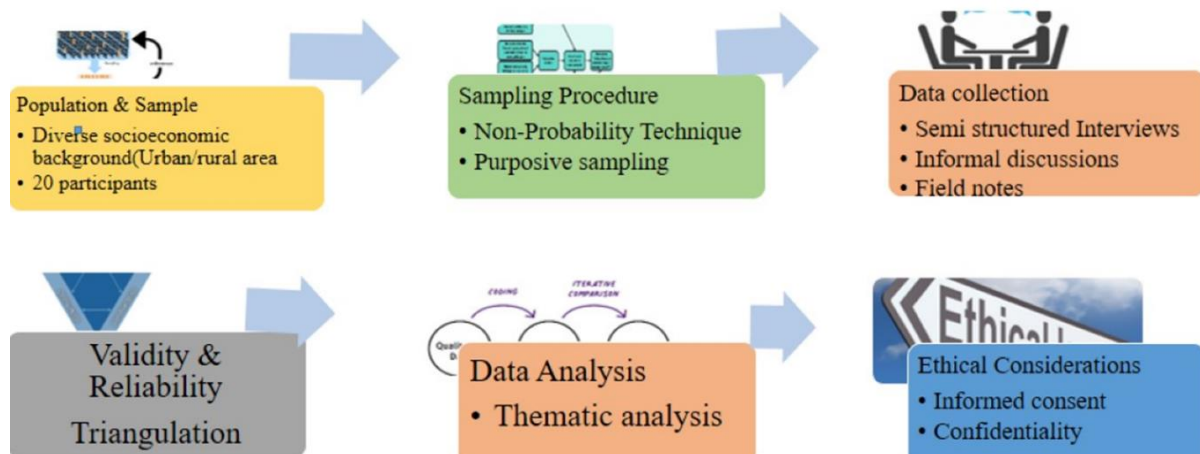 Population & Sample
• Diverse socioeconomic
background(Urban/rural area
• 20 participants
Sampling Procedure
• Non-Probability Technique
• Purposive sampling
Data collection
• Semi structured Interviews
• Informal discussions
• Field notes
Validity &
Reliability
Triangulation
CODING
ITERATIVE
COMPARISON
Data Analysis
• Thematic analysis
Ethical
Ethical Considerations
• Informed consent
• Confidentiality